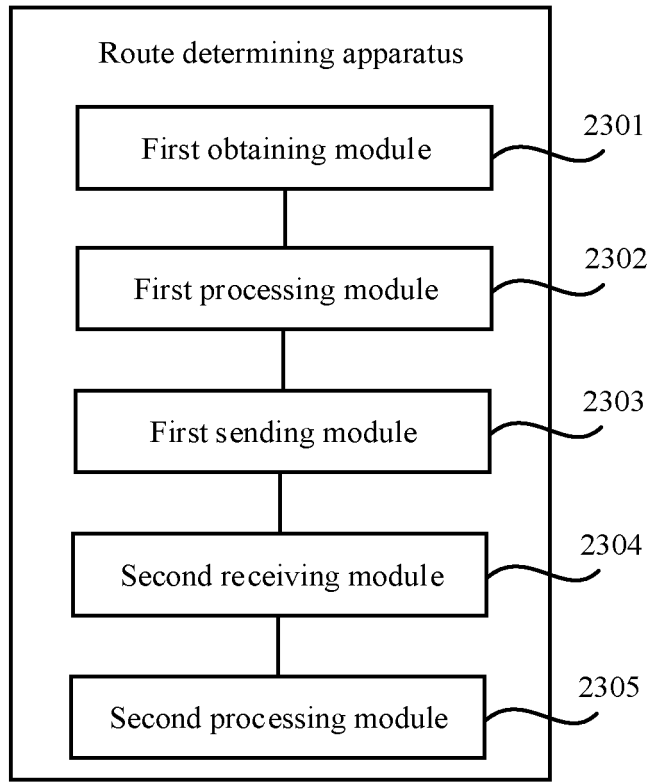 Route determining apparatus
First obtaining module
2301
First processing module
2302
First sending module
2303
Second receiving module
2304
Second processing module
2305